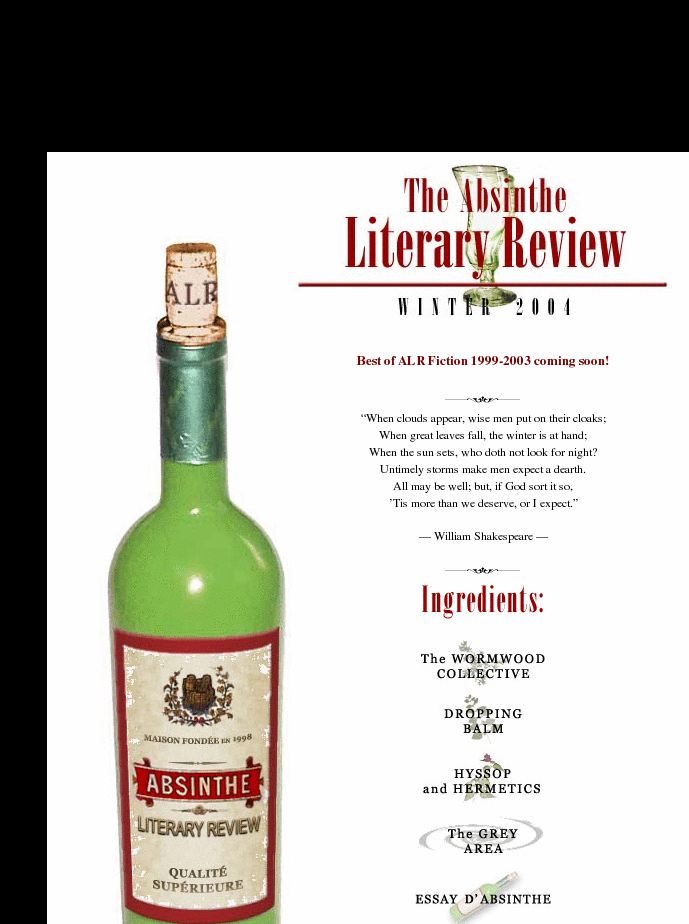 The Absinthe
Literary Review
WINTER 2004
Best of ALR Fiction 1999-2003 coming soon!
“When clouds appear, wise men put on their cloaks;
When great leaves fall, the winter is at hand;
When the sun sets, who doth not look for night?
Untimely storms make men expect a dearth.
All may be well; but, if God sort it so,
’Tis more than we deserve, or I expect.”
— William Shakespeare —
Ingredients:
The WORMWOOD
COLLECTIVE
DROPPING
BALM
HYSSOP
and HERMETICS
The GREY
AREA
ESSAY D’ABSINTHE
ALR
MAISON FONDÉE EN 1998
ABSINTHE
LITERARY REVIEW
QUALITÉ
SUPÉRIEURE